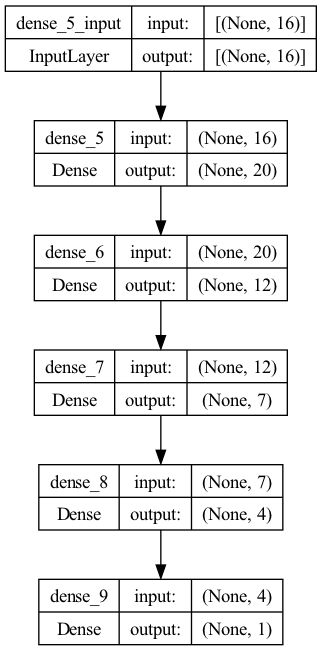 dense_5_input input: [(None, 16)]
InputLayer output: [(None, 16)]
dense_5 input: (None, 16)
Dense output: (None, 20)
dense_6 input: (None, 20)
Dense output: (None, 12)
dense_7 input: (None, 12)
Dense output: (None, 7)
dense_8 input: (None, 7)
Dense output: (None, 4)
dense_9 input: (None, 4)
Dense output: (None, 1)